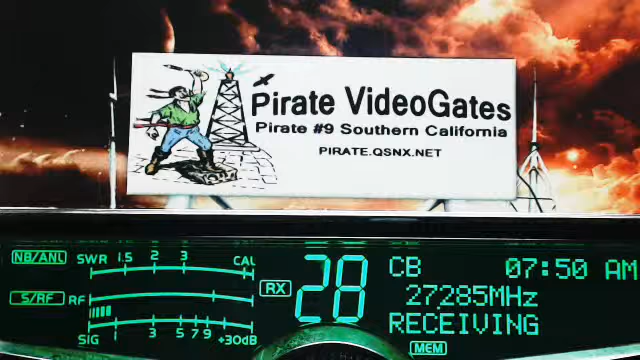 Pirate VideoGates
Pirate #9 Southern California
PIRATE.QSNX.NET
NB/ANL SWR 1.5 2 3 CAL
CB 07:50 AM
S/RF RF
RX 28
27285MHz
RECEIVING
SIG 1 3 5 7 9 +30dB
MEM